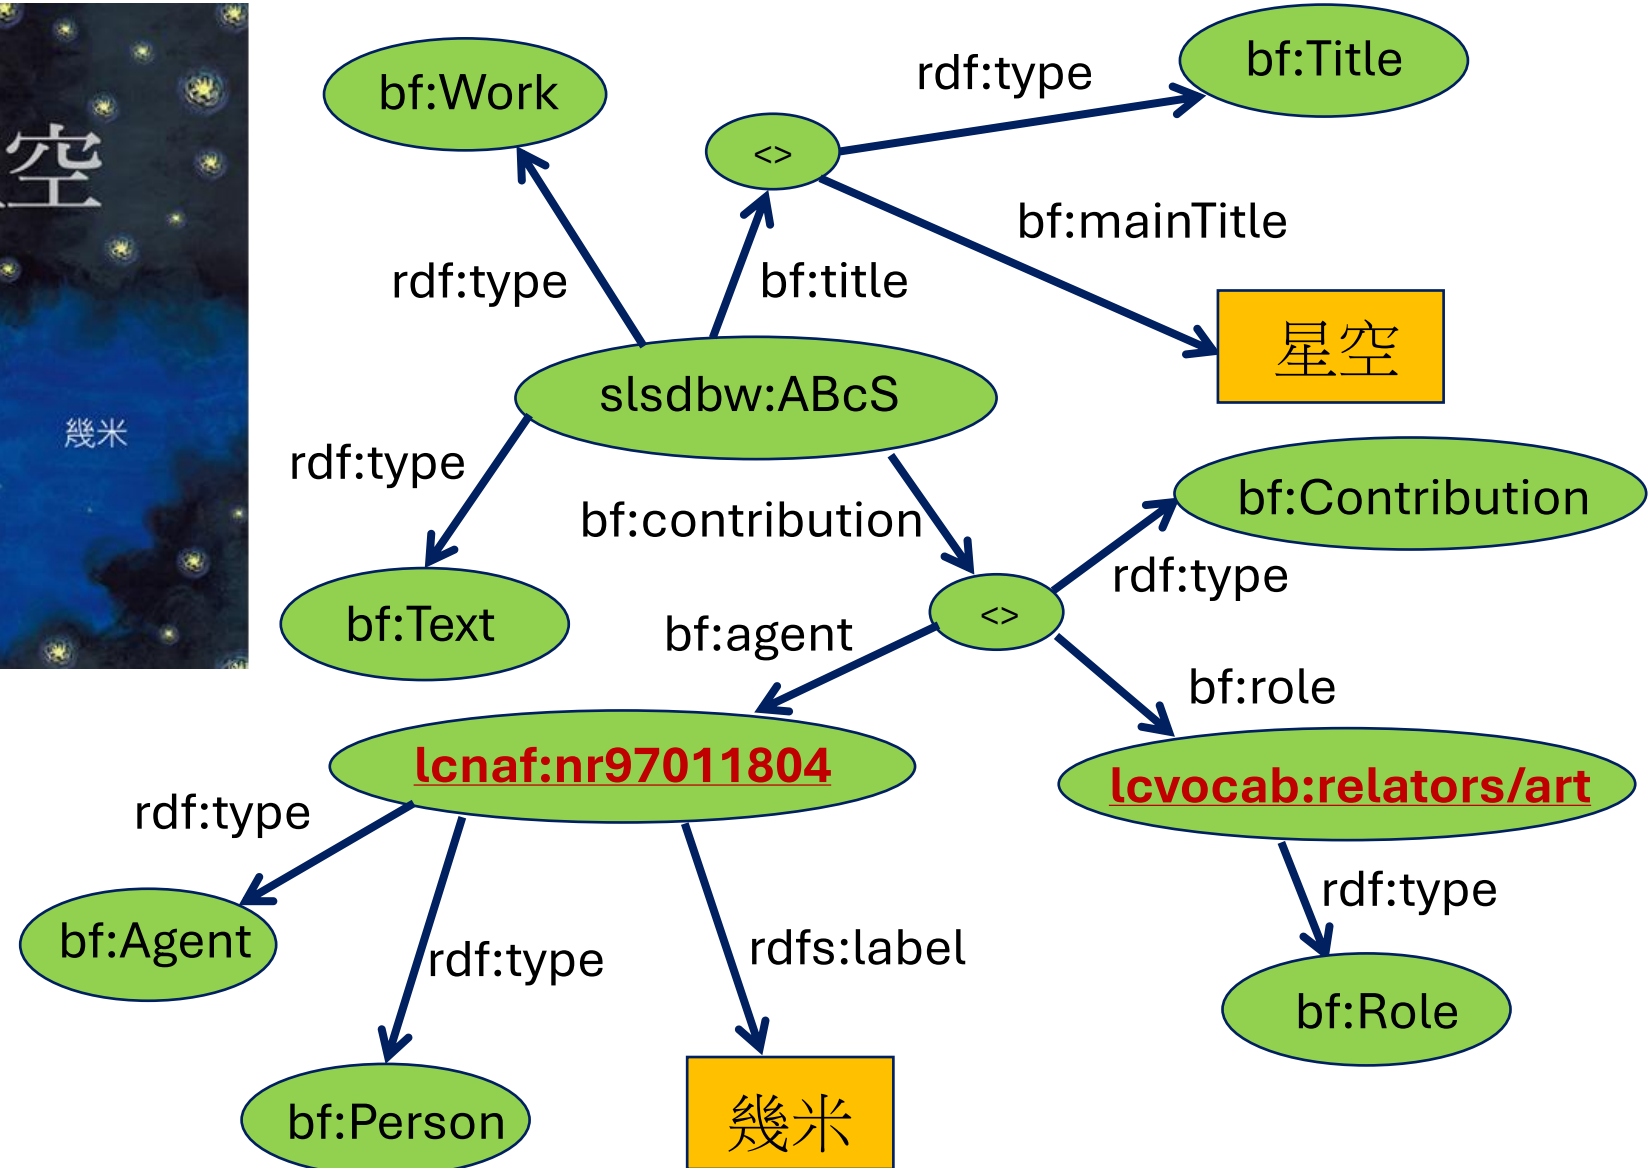 空
幾米
bf:Work
rdf:type
bf:Title
<>
bf:mainTitle
rdf:type
bf:title
星空
slsdbw:ABcS
rdf:type
bf:contribution
bf:Contribution
rdf:type
bf:Text
bf:agent
<>
bf:role
lcnaf:nr97011804
lcvocab:relators/art
rdf:type
rdf:type
bf:Agent
rdf:type
rdfs:label
bf:Role
bf:Person
幾米